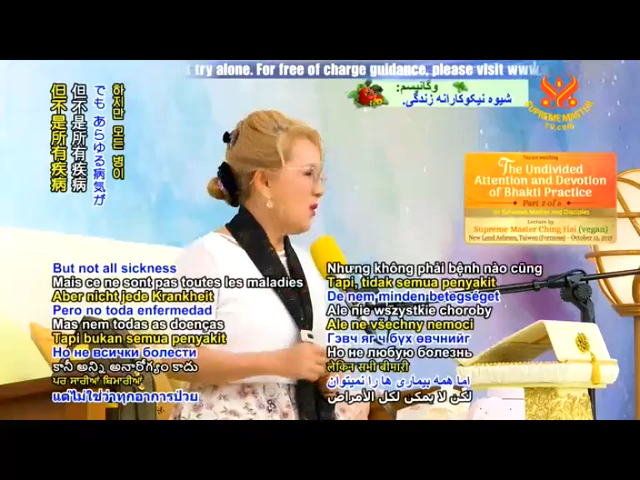 t try alone. For free of charge guidance, please visit www.
وگانیسم:
شیوه نیکوکارانه زندگی.
SUPREME MASTER
TV.com
하지만 모든 병이
でも あらゆる病気が
但不是所有疾病
但不是所有疾病
You are watching
The Undivided
Attention and Devotion
of Bhakti Practice
Part 2 of 6
Between Master and Disciples
Lecture by
Supreme Master Ching Hai (vegan)
New Land Ashram, Taiwan (Formosa) - October
But not all sickness
Mais ce ne sont pas toutes les maladies
Aber nicht jede Krankheit
Pero no toda enfermedad
Mas nem todas as doenças
Tapi bukan semua penyakit
Но не всички болести
కానీ అన్ని అనారోగ్యం కాదు
ਪਰ ਸਾਰੀਆਂ ਬਿਮਾਰੀਆਂ
แต่ไม่ใช่ว่าทุกอาการป่วย
Nhưng không phải bệnh nào cũng
Tapi, tidak semua penyakit
De nem minden betegséget
Ale nie wszystkie choroby
Ale ne všechny nemoci
Гэвч яг ч бүх өвчнийг
Но не любую болезнь
लेकिन सभी बीमारी
اما همه بیماری ها را نمیتوان
لكن لا يمكن لكل الأمراض